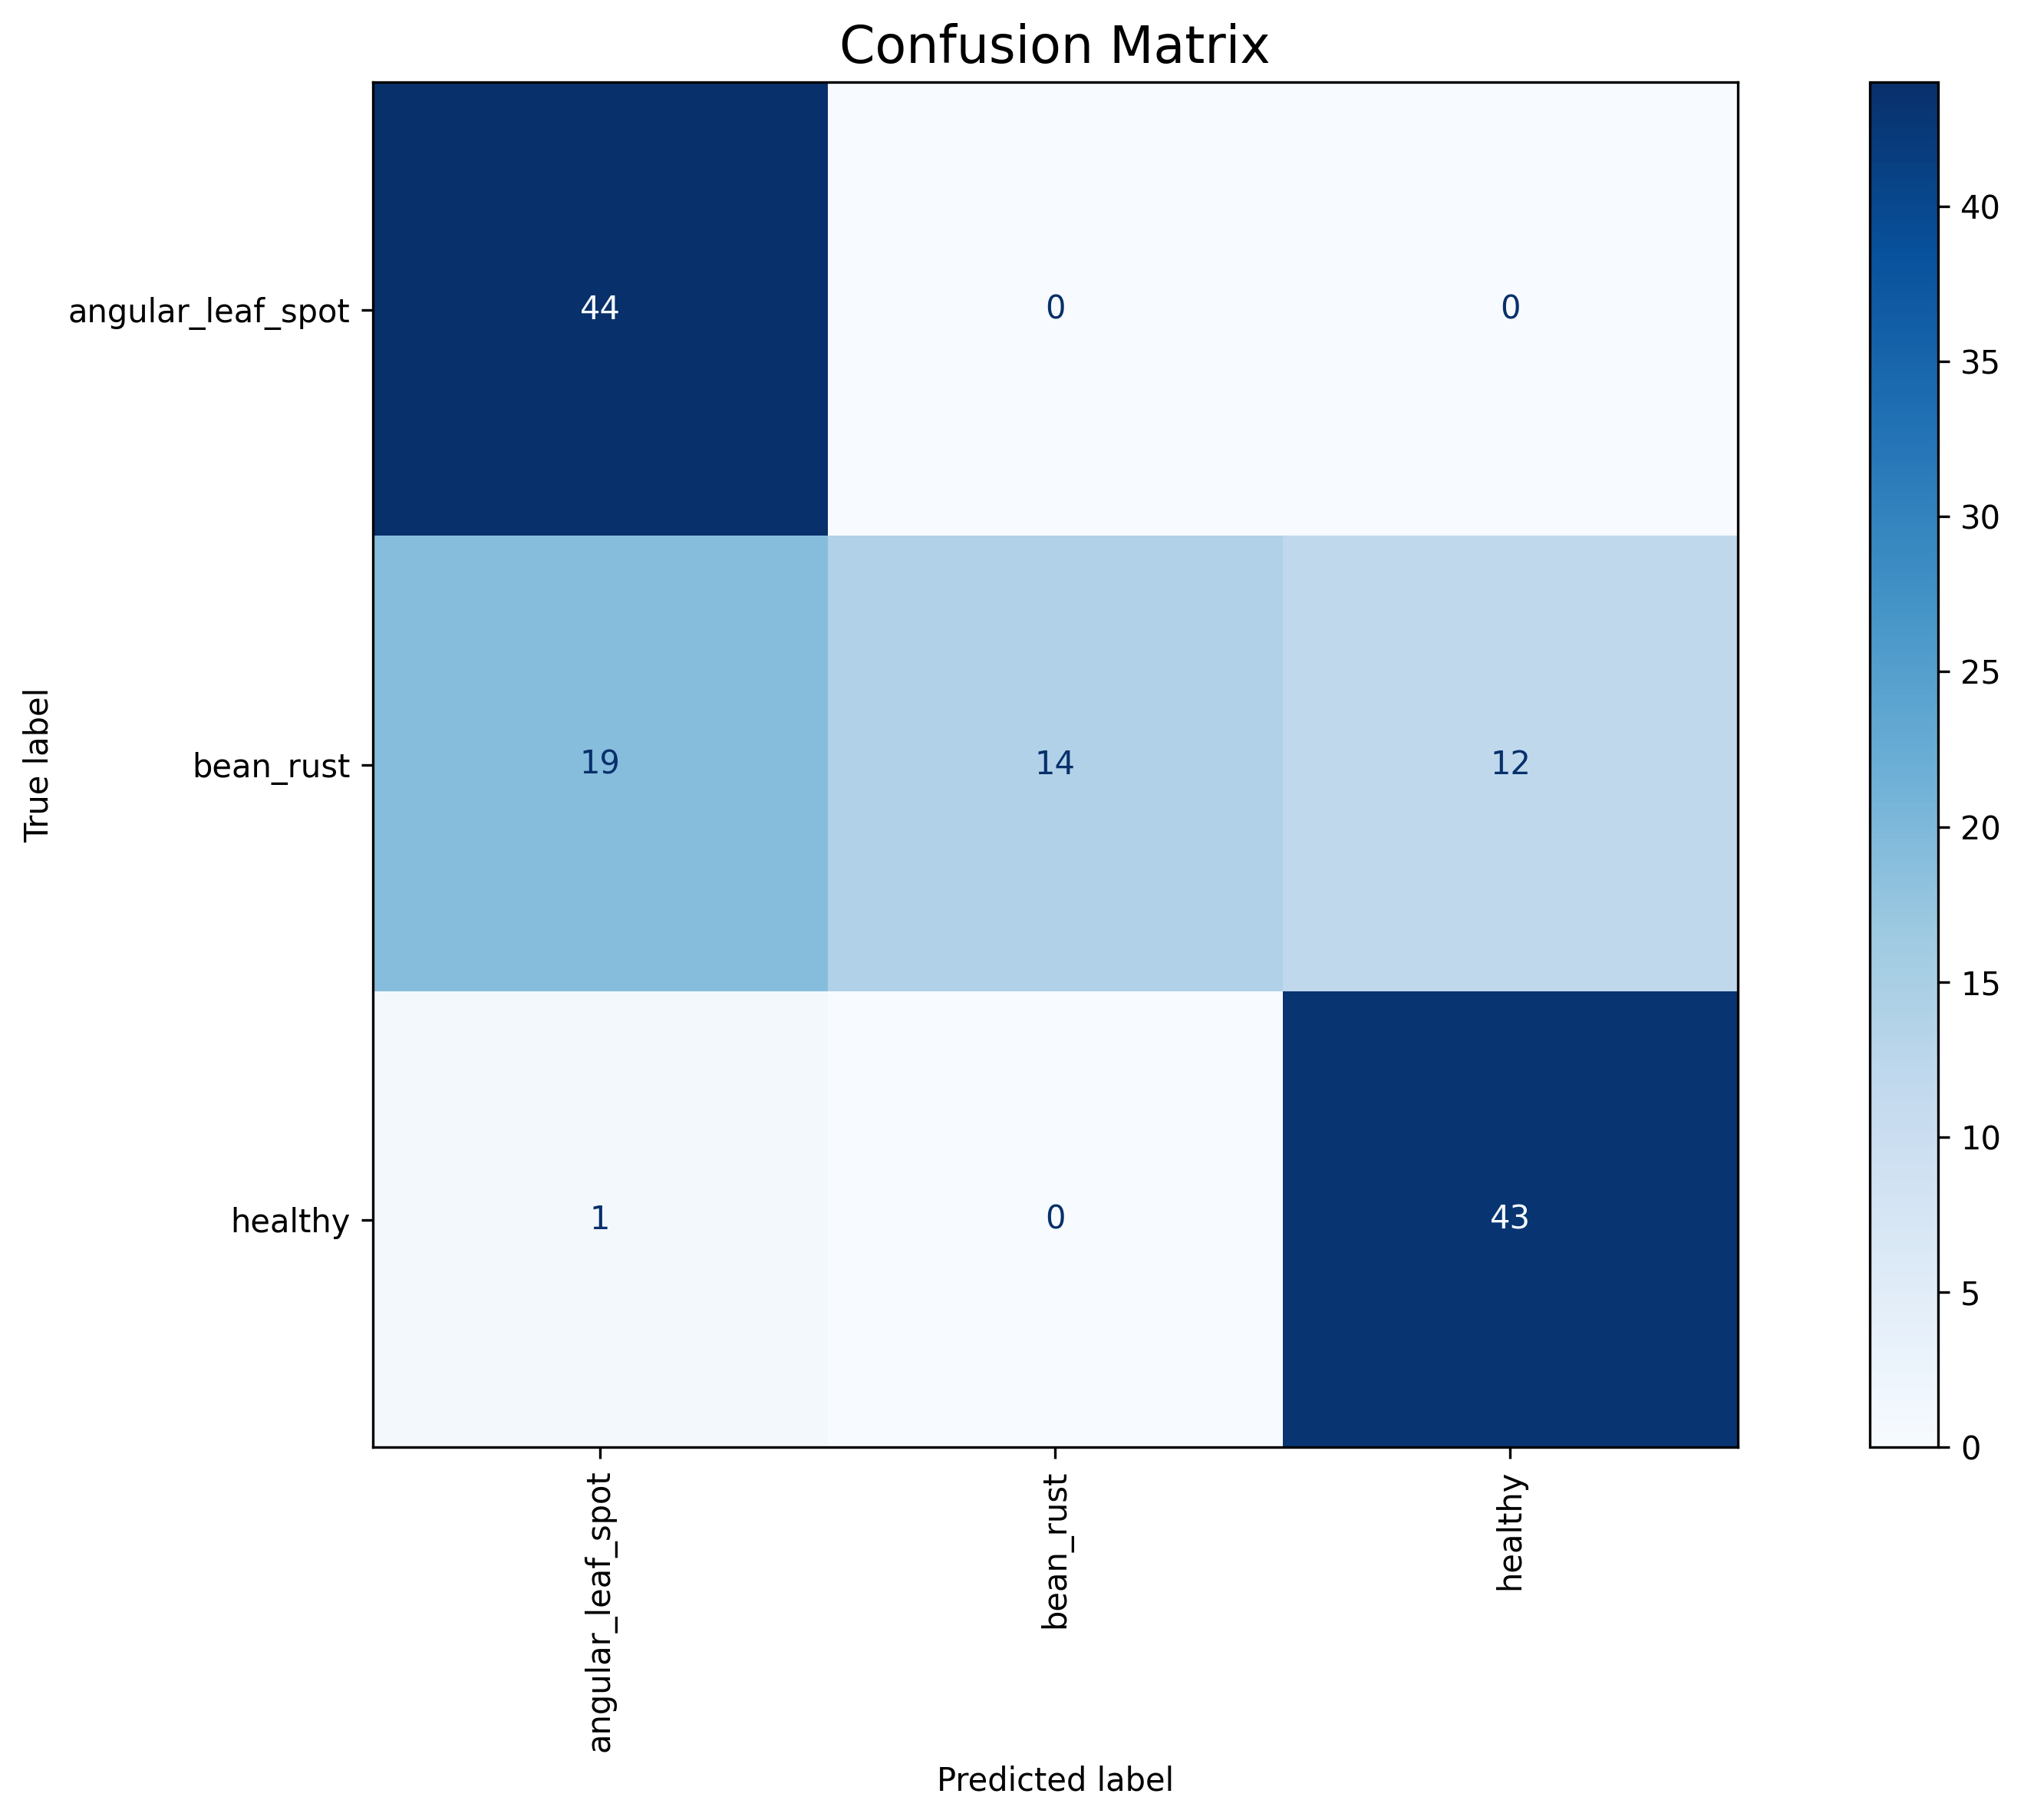 Confusion Matrix
True label
angular_leaf_spot
44
0
0
bean_rust
19
14
12
healthy
1
0
43
angular_leaf_spot
bean_rust
healthy
Predicted label
40
35
30
25
20
15
10
5
0